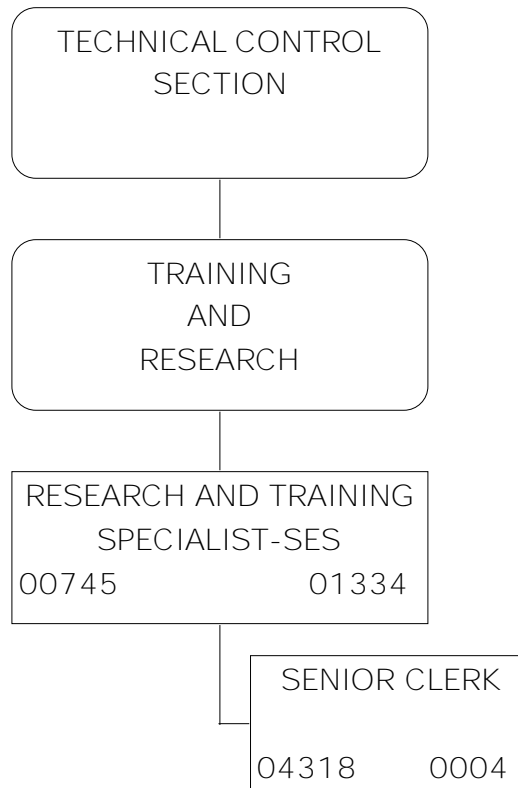 TECHNICAL CONTROL
SECTION
TRAINING
AND
RESEARCH
RESEARCH AND TRAINING
SPECIALIST-SES
00745 01334
SENIOR CLERK
04318 0004